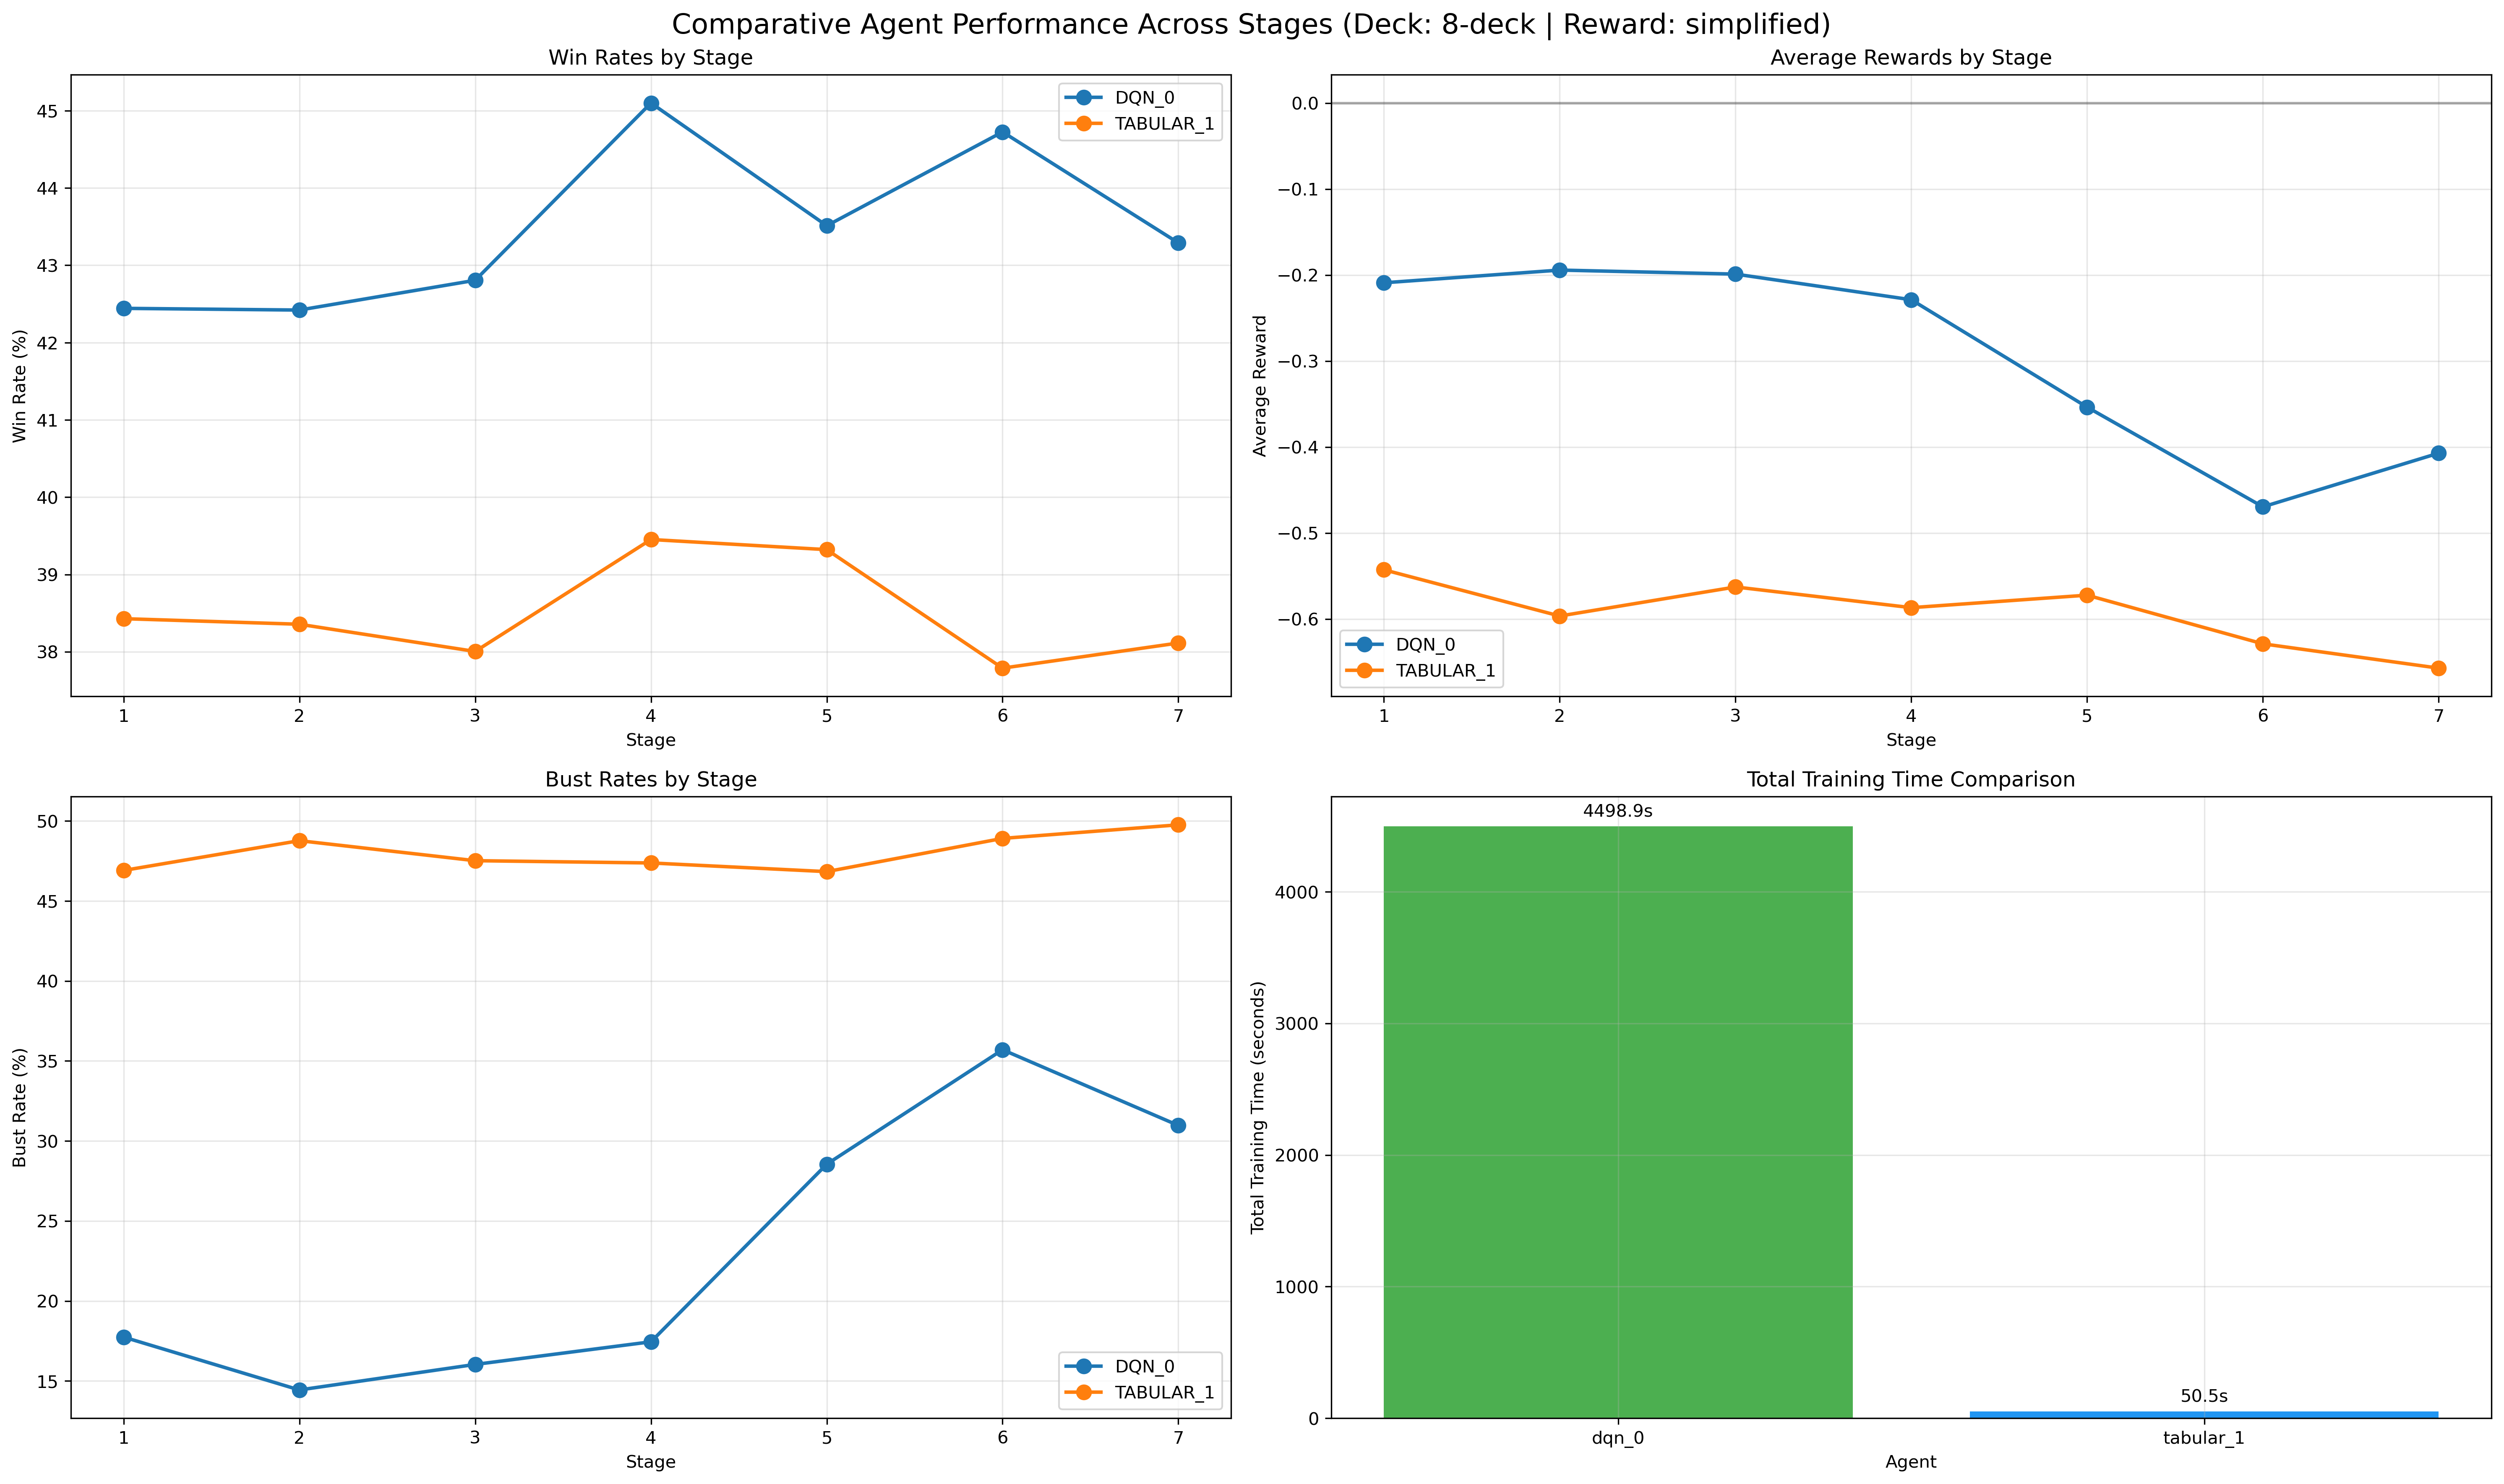 Comparative Agent Performance Across Stages (Deck: 8-deck | Reward: simplified)
Win Rates by Stage
Win Rate (%)
45
44
43
42
41
40
39
38
DQN_0
TABULAR_1
1 2 3 4 5 6 7
Stage
Average Rewards by Stage
Average Reward
0.0
−0.1
−0.2
−0.3
−0.4
−0.5
−0.6
DQN_0
TABULAR_1
1 2 3 4 5 6 7
Stage
Bust Rates by Stage
Bust Rate (%)
50
45
40
35
30
25
20
15
DQN_0
TABULAR_1
1 2 3 4 5 6 7
Stage
Total Training Time Comparison
Total Training Time (seconds)
4000
3000
2000
1000
0
4498.9s
50.5s
dqn_0 tabular_1
Agent